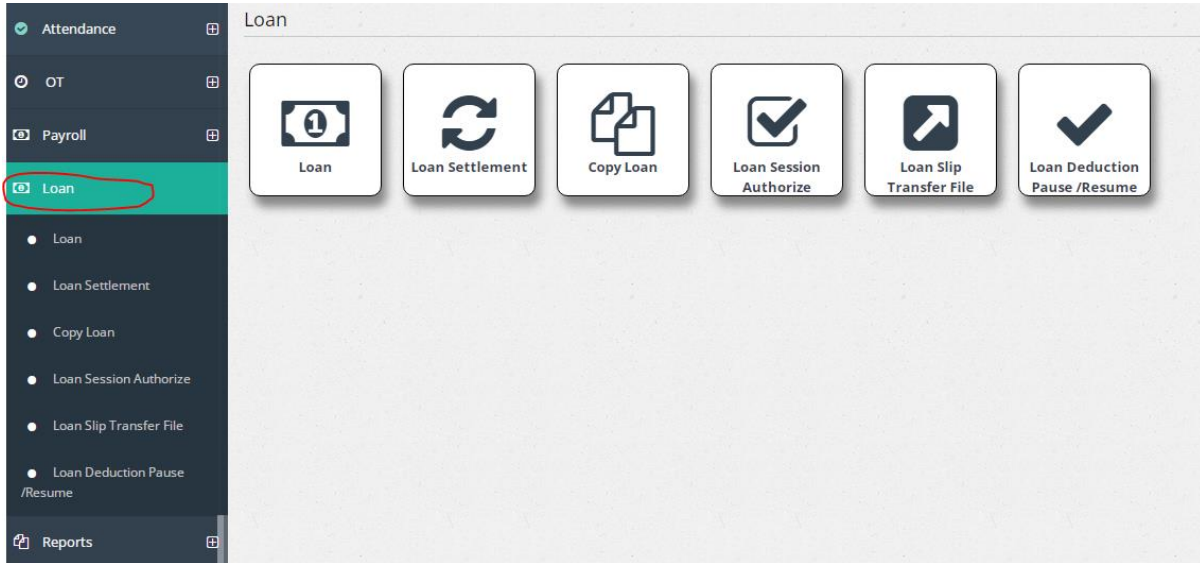 Attendance
OT
Payroll
Loan
Loan
Loan Settlement
Copy Loan
Loan Session Authorize
Loan Slip Transfer File
Loan Deduction Pause
/Resume
Reports
Loan
1
Loan
Loan Settlement
Copy Loan
Loan Session
Authorize
Loan Slip
Transfer File
Loan Deduction
Pause /Resume